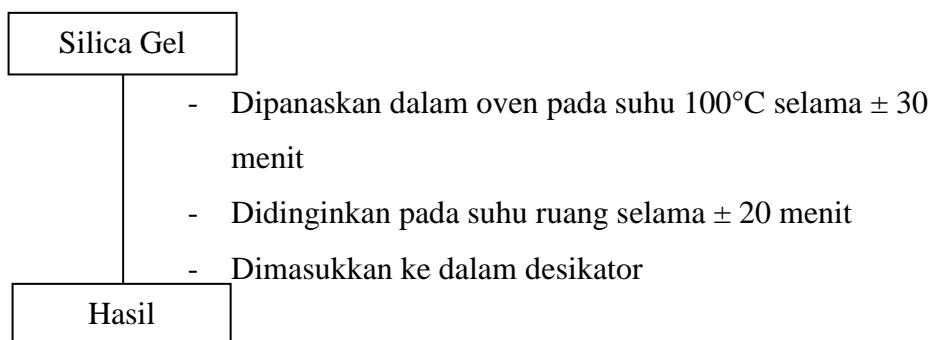 Silica Gel
- Dipanaskan dalam oven pada suhu 100°C selama ± 30
menit
- Didinginkan pada suhu ruang selama ± 20 menit
- Dimasukkan ke dalam desikator
Hasil